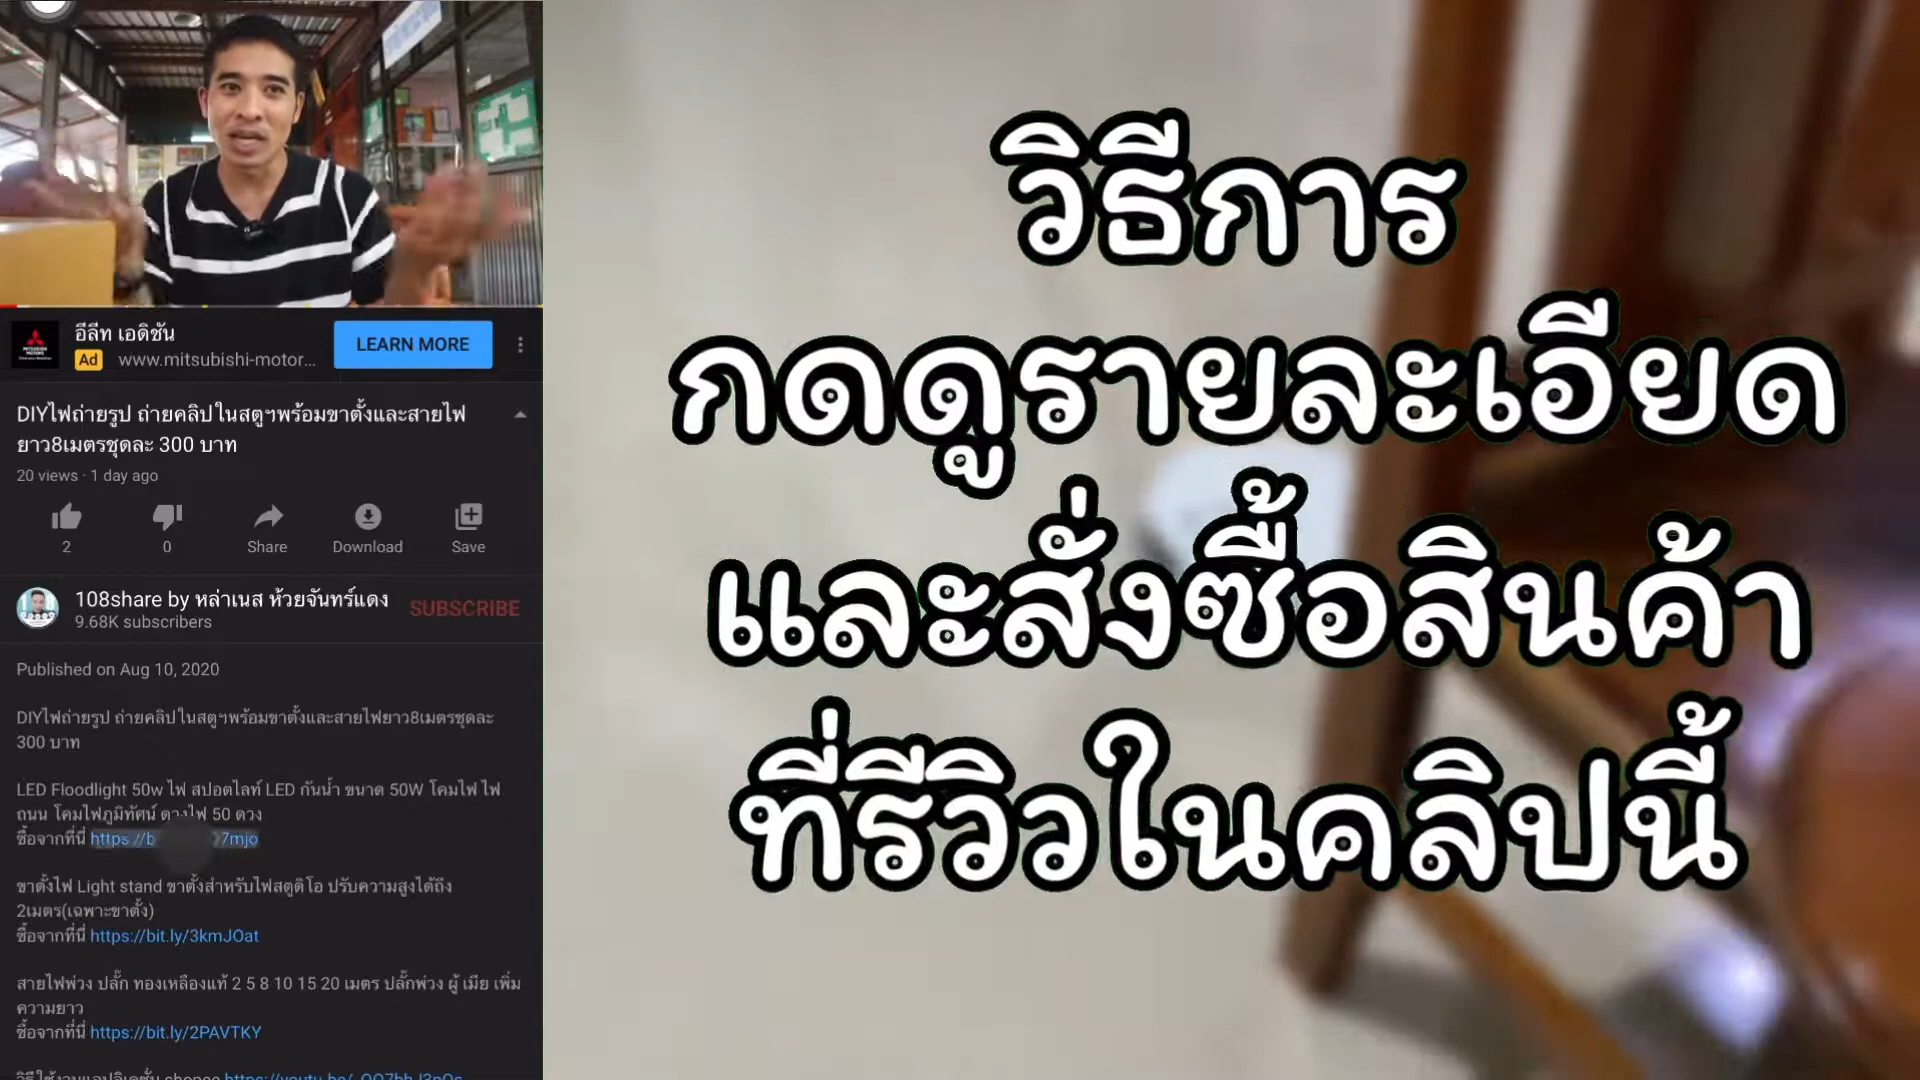 อีลีท เอดิชัน
Ad www.mitsubishi-motor...
LEARN MORE
DIYไฟถ่ายรูป ถ่ายคลิปในสตูฯพร้อมขาตั้งและสายไฟ
ยาว8เมตรชุดละ 300 บาท
20 views · 1 day ago
2 0 Share Download Save
108share by หล่าเนส ห้วยจันทร์แดง
9.68K subscribers
SUBSCRIBE
Published on Aug 10, 2020
DIYไฟถ่ายรูป ถ่ายคลิปในสตูฯพร้อมขาตั้งและสายไฟยาว8เมตรชุดละ
300 บาท
LED Floodlight 50w ไฟ สปอตไลท์ LED กันน้ำ ขนาด 50W โคมไฟ ไฟ
ถนน โคมไฟภูมิทัศน์ ดวงไฟ 50 ดวง
ซื้อจากที่นี่ https://b 7mjo
ขาตั้งไฟ Light stand ขาตั้งสำหรับไฟสตูดิโอ ปรับความสูงได้ถึง
2เมตร(เฉพาะขาตั้ง)
ซื้อจากที่นี่ https://bit.ly/3kmJOat
สายไฟพ่วง ปลั๊ก ทองเหลืองแท้ 2 5 8 10 15 20 เมตร ปลั๊กพ่วง ผู้ เมีย เพิ่ม
ความยาว
ซื้อจากที่นี่ https://bit.ly/2PAVTKY
วิธีการ
กดดูรายละเอียด
และสั่งซื้อสินค้า
ที่รีวิวในคลิปนี้